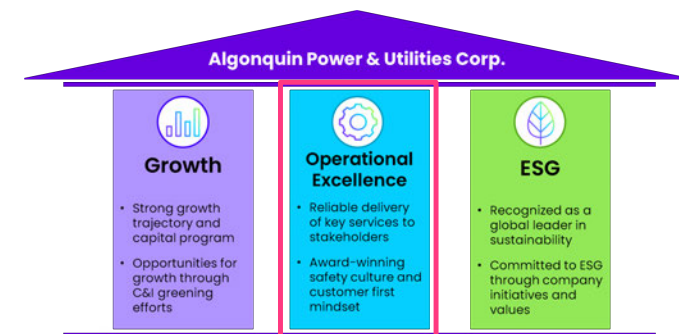 Algonquin Power & Utilities Corp.
Growth
• Strong growth
trajectory and
capital program
• Opportunities for
growth through
C&I greening
efforts
Operational
Excellence
• Reliable delivery
of key services to
stakeholders
• Award-winning
safety culture and
customer first
mindset
ESG
• Recognized as a
global leader in
sustainability
• Committed to ESG
through company
initiatives and
values